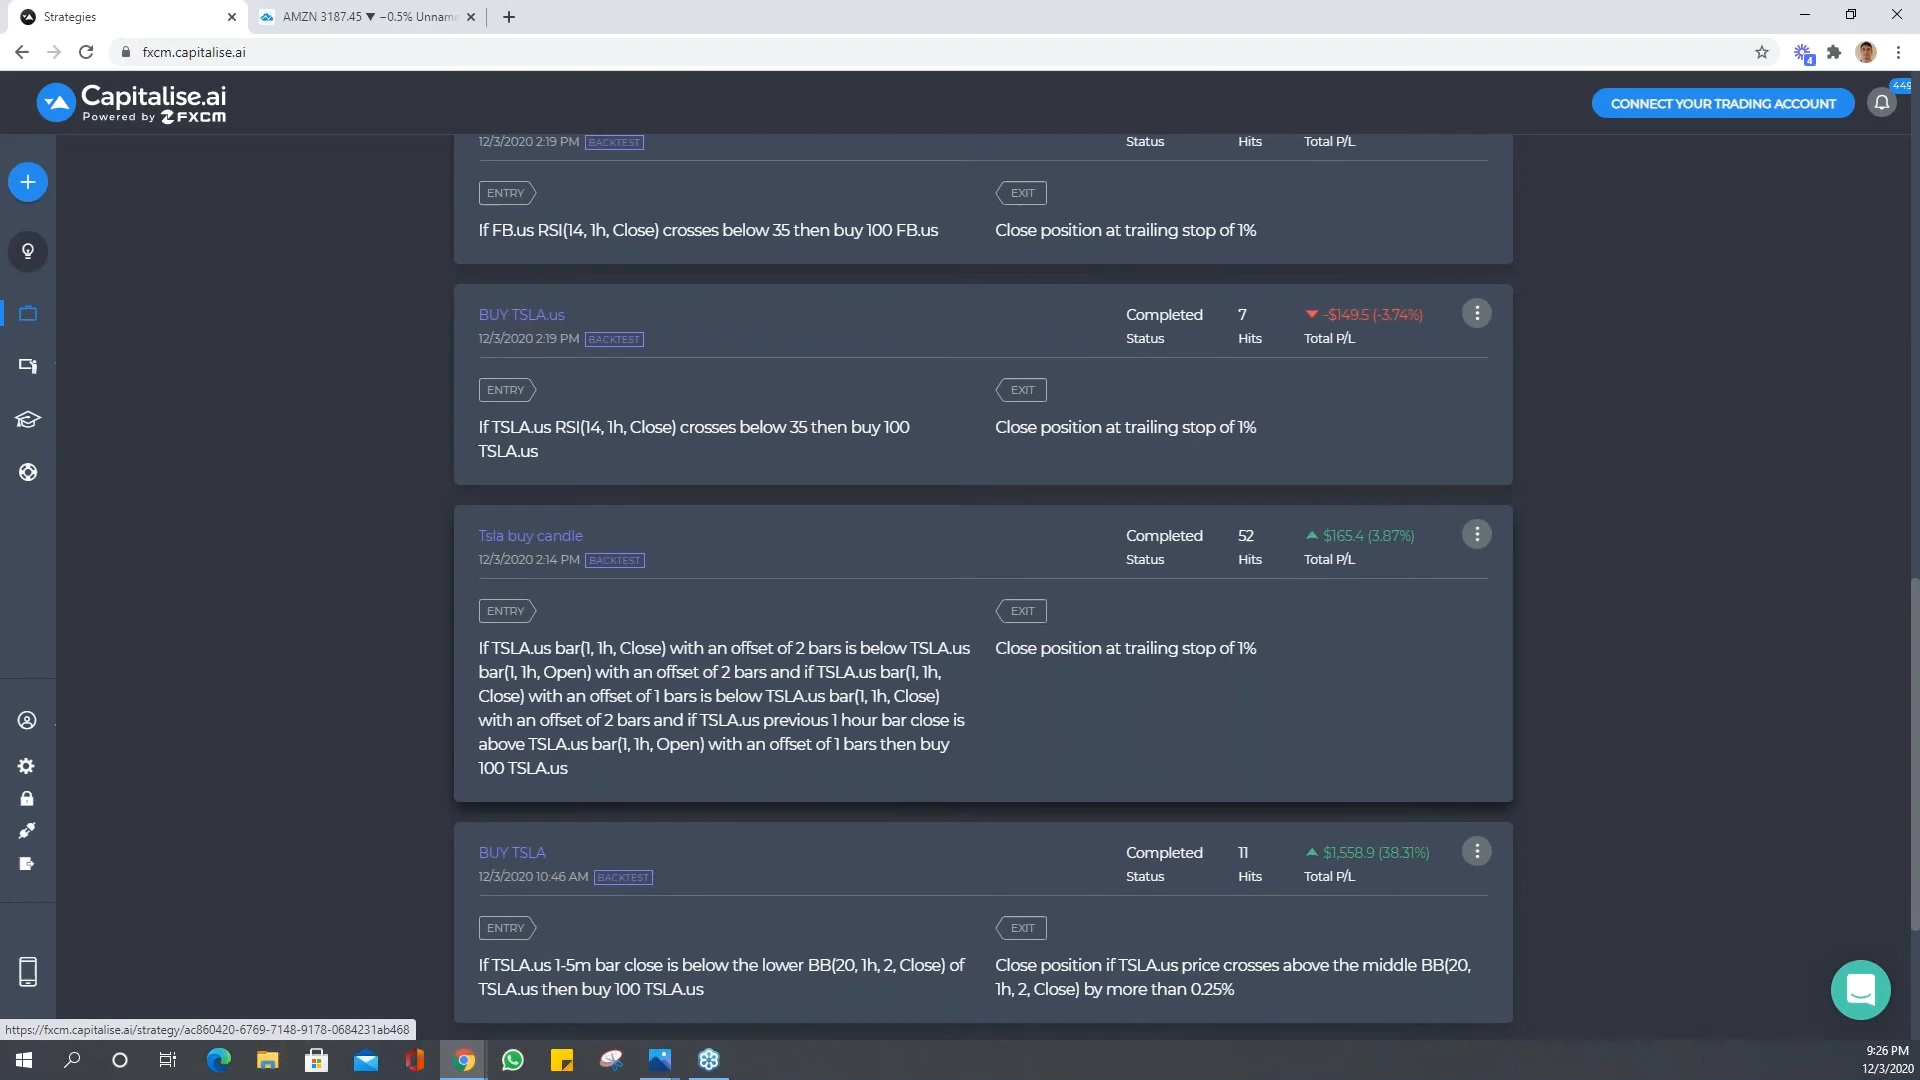 Strategies
AMZN 3187.45 ▼ −0.5% Unnam
fxcm.capitalise.ai
4
Capitalise.ai
Powered by FXCM
CONNECT YOUR TRADING ACCOUNT
449
12/3/2020 2:19 PM BACKTEST
Status Hits Total P/L
ENTRY
EXIT
If FB.us RSI(14, 1h, Close) crosses below 35 then buy 100 FB.us
Close position at trailing stop of 1%
BUY TSLA.us
Completed 7 -$149.5 (-3.74%)
12/3/2020 2:19 PM BACKTEST
Status Hits Total P/L
ENTRY
EXIT
If TSLA.us RSI(14, 1h, Close) crosses below 35 then buy 100
TSLA.us
Close position at trailing stop of 1%
Tsla buy candle
Completed 52 $165.4 (3.87%)
12/3/2020 2:14 PM BACKTEST
Status Hits Total P/L
ENTRY
EXIT
If TSLA.us bar(1, 1h, Close) with an offset of 2 bars is below TSLA.us
bar(1, 1h, Open) with an offset of 2 bars and if TSLA.us bar(1, 1h,
Close) with an offset of 1 bars is below TSLA.us bar(1, 1h, Close)
with an offset of 2 bars and if TSLA.us previous 1 hour bar close is
above TSLA.us bar(1, 1h, Open) with an offset of 1 bars then buy
100 TSLA.us
Close position at trailing stop of 1%
BUY TSLA
Completed 11 $1,558.9 (38.31%)
12/3/2020 10:46 AM BACKTEST
Status Hits Total P/L
ENTRY
EXIT
If TSLA.us 1-5m bar close is below the lower BB(20, 1h, 2, Close) of
TSLA.us then buy 100 TSLA.us
Close position if TSLA.us price crosses above the middle BB(20,
1h, 2, Close) by more than 0.25%
https://fxcm.capitalise.ai/strategy/ac860420-6769-7148-9178-0684231ab468
9:26 PM
12/3/2020